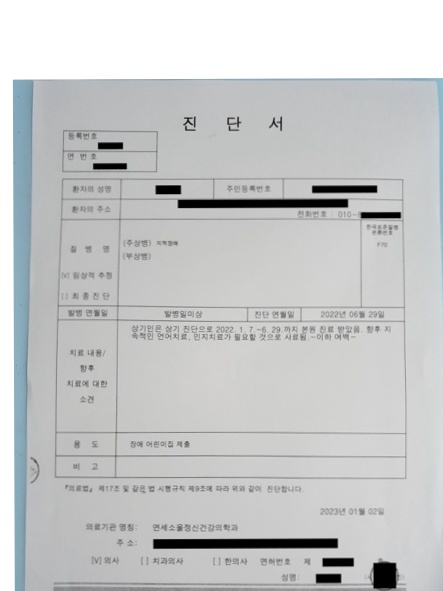 진 단 서
등록번호
연 번 호
환자의 성명
주민등록번호
환자의 주소
전화번호 : 010-
질 병 명
(주상병) 지적장애
(부상병)
한국표준질병
분류번호
F70
[V] 임상적 추정
[ ] 최 종 진 단
발병 연월일
발병일미상
진단 연월일
2022년 06월 29일
치료 내용/
향후
치료에 대한
소견
상기인은 상기 진단으로 2022. 1. 7.~6. 29.까지 본원 진료 받았음. 향후 지
속적인 언어치료, 인지치료가 필요할 것으로 사료됨.-이하 여백-
용 도
장애 어린이집 제출
비 고
『의료법』 제17조 및 같은 법 시행규칙 제9조에 따라 위와 같이 진단합니다.
2023년 01월 02일
의료기관 명칭: 연세소울정신건강의학과
주 소:
[V] 의사 [ ] 치과의사 [ ] 한의사 면허번호 제
성명: